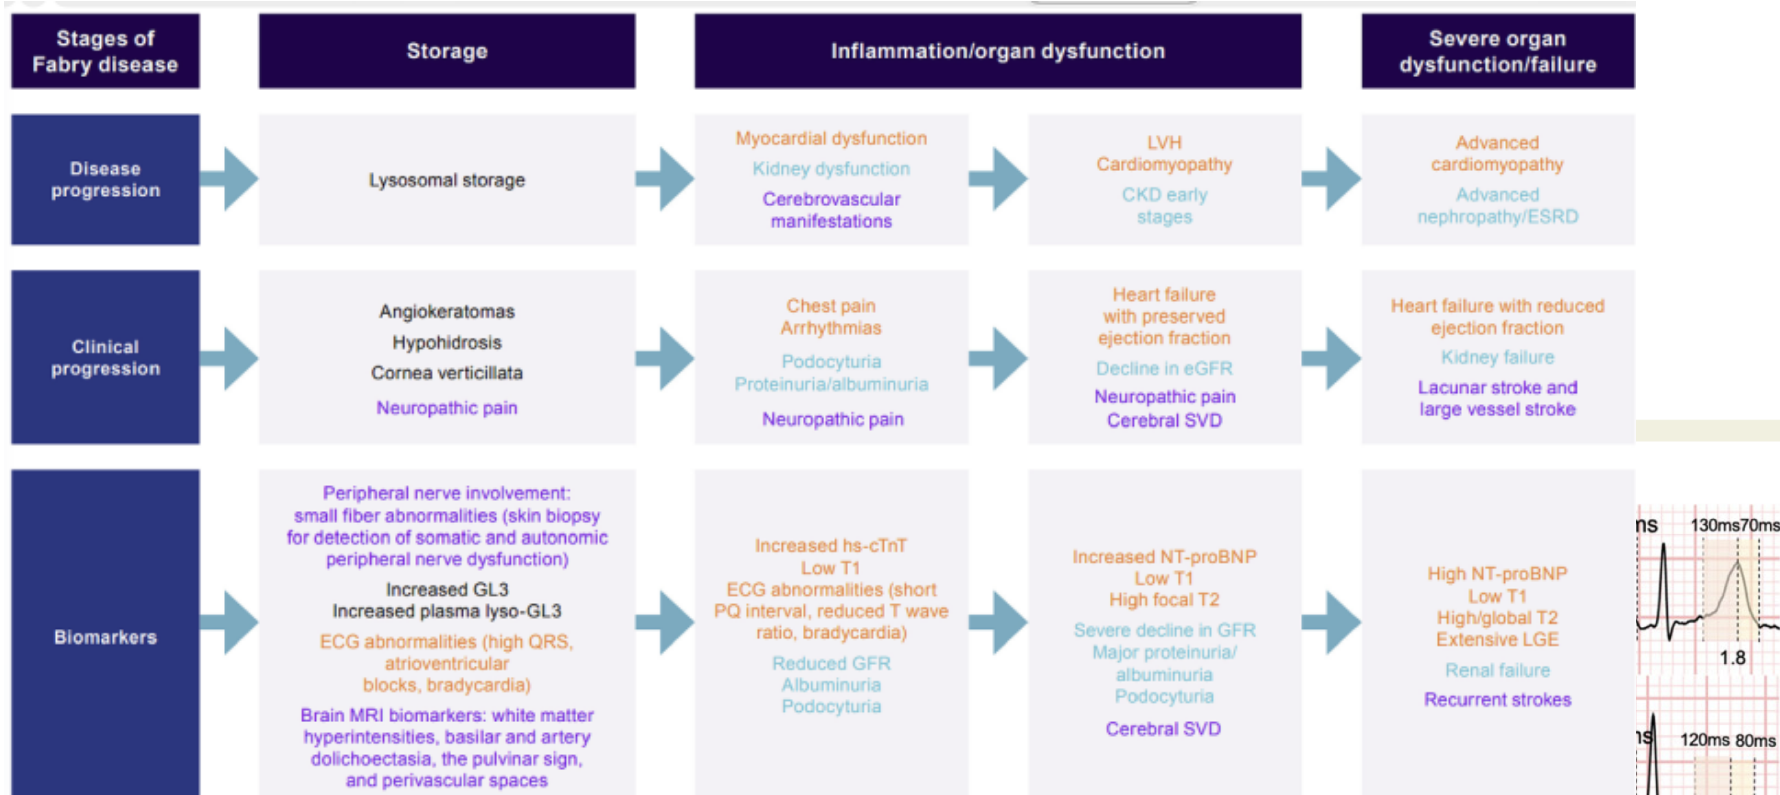 Stages of
Fabry disease
Storage
Inflammation/organ dysfunction
Severe organ
dysfunction/failure
Disease
progression
Lysosomal storage
Myocardial dysfunction
Kidney dysfunction
Cerebrovascular
manifestations
LVH
Cardiomyopathy
CKD early
stages
Advanced
cardiomyopathy
Advanced
nephropathy/ESRD
Clinical
progression
Angiokeratomas
Hypohidrosis
Cornea verticillata
Neuropathic pain
Chest pain
Arrhythmias
Podocyturia
Proteinuria/albuminuria
Neuropathic pain
Heart failure
with preserved
ejection fraction
Decline in eGFR
Neuropathic pain
Cerebral SVD
Heart failure with reduced
ejection fraction
Kidney failure
Lacunar stroke and
large vessel stroke
Biomarkers
Peripheral nerve involvement:
small fiber abnormalities (skin biopsy
for detection of somatic and autonomic
peripheral nerve dysfunction)
Increased GL3
Increased plasma lyso-GL3
ECG abnormalities (high QRS,
atrioventricular
blocks, bradycardia)
Brain MRI biomarkers: white matter
hyperintensities, basilar and artery
dolichoectasia, the pulvinar sign,
and perivascular spaces
Increased hs-cTnT
Low T1
ECG abnormalities (short
PQ interval, reduced T wave
ratio, bradycardia)
Reduced GFR
Albuminuria
Podocyturia
Increased NT-proBNP
Low T1
High focal T2
Severe decline in GFR
Major proteinuria/
albuminuria
Podocyturia
Cerebral SVD
High NT-proBNP
Low T1
High/global T2
Extensive LGE
Renal failure
Recurrent strokes
ms 130ms 70ms
1.8
120ms 80ms